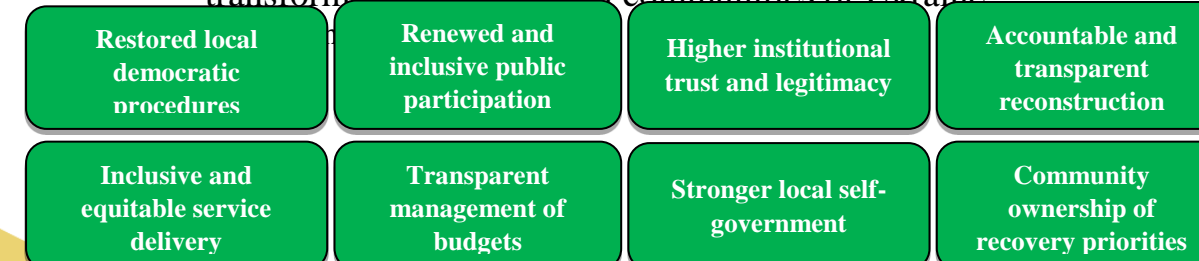 Restored local
democratic
procedures
Renewed and
inclusive public
participation
Higher institutional
trust and legitimacy
Accountable and
transparent
reconstruction
Inclusive and
equitable service
delivery
Transparent
management of
budgets
Stronger local self-
government
Community
ownership of
recovery priorities